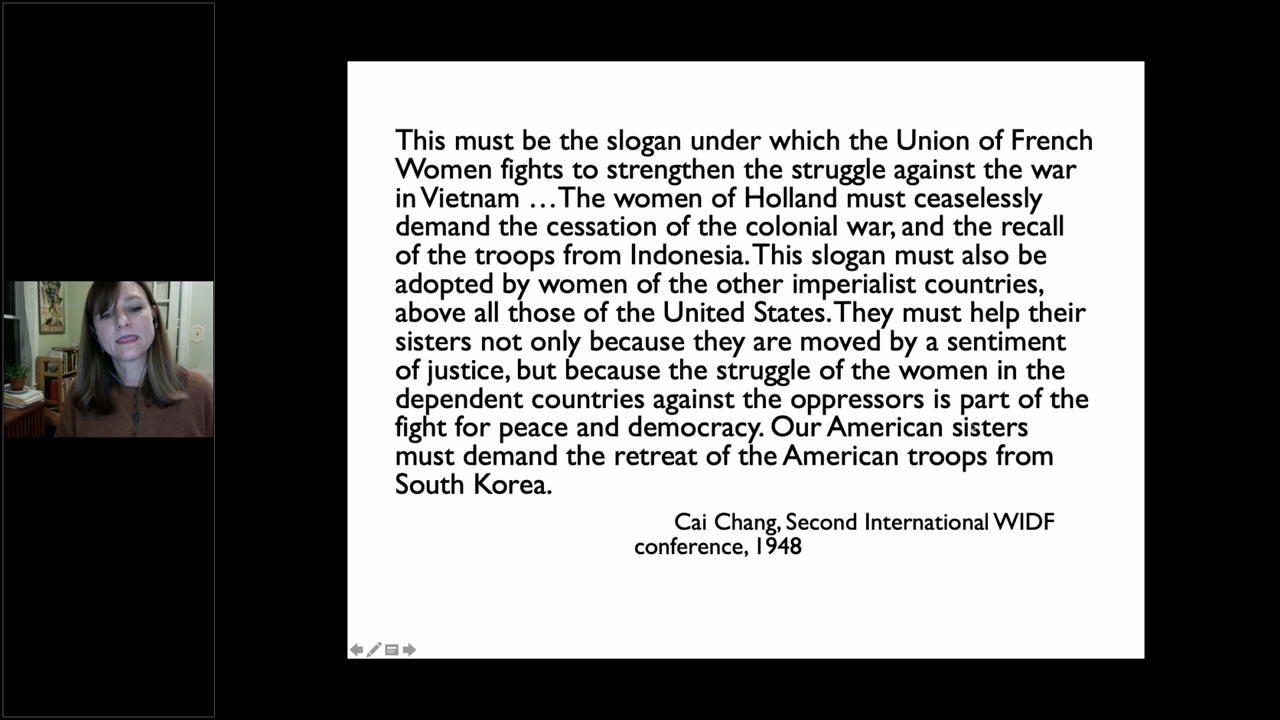 This must be the slogan under which the Union of French
Women fights to strengthen the struggle against the war
in Vietnam …The women of Holland must ceaselessly
demand the cessation of the colonial war, and the recall
of the troops from Indonesia. This slogan must also be
adopted by women of the other imperialist countries,
above all those of the United States. They must help their
sisters not only because they are moved by a sentiment
of justice, but because the struggle of the women in the
dependent countries against the oppressors is part of the
fight for peace and democracy. Our American sisters
must demand the retreat of the American troops from
South Korea.
Cai Chang, Second International WIDF
conference, 1948